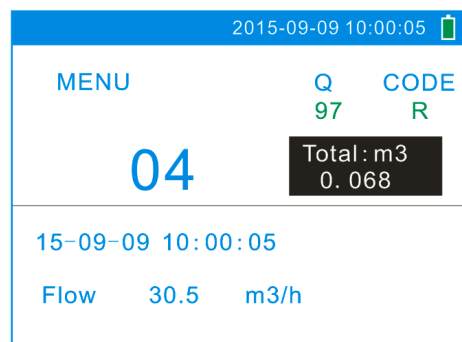 2015-09-09 10:00:05
MENU Q CODE
97 R
04
Total:m3
0.068
15-09-09 10:00:05
Flow 30.5 m3/h